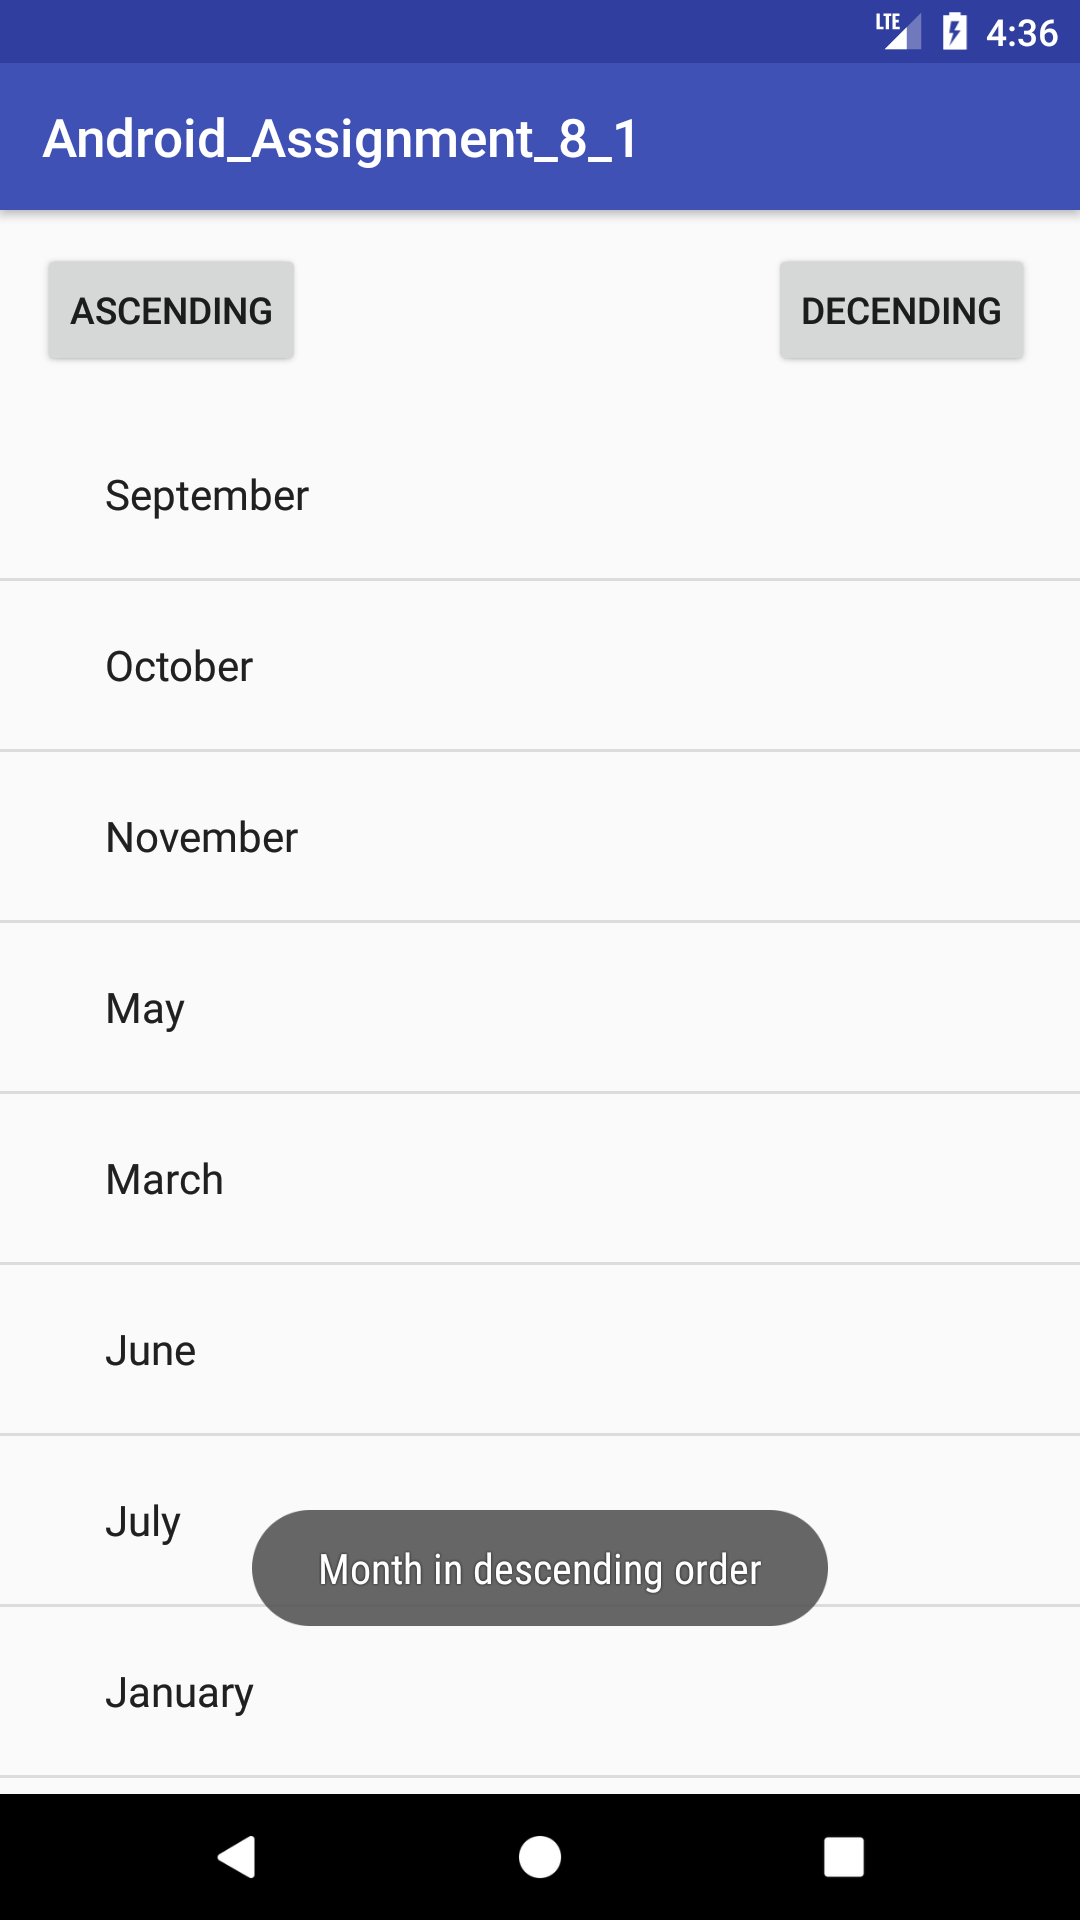 LTE 4:36
Android_Assignment_8_1
ASCENDING DECENDING
September
October
November
May
March
June
July
Month in descending order
January